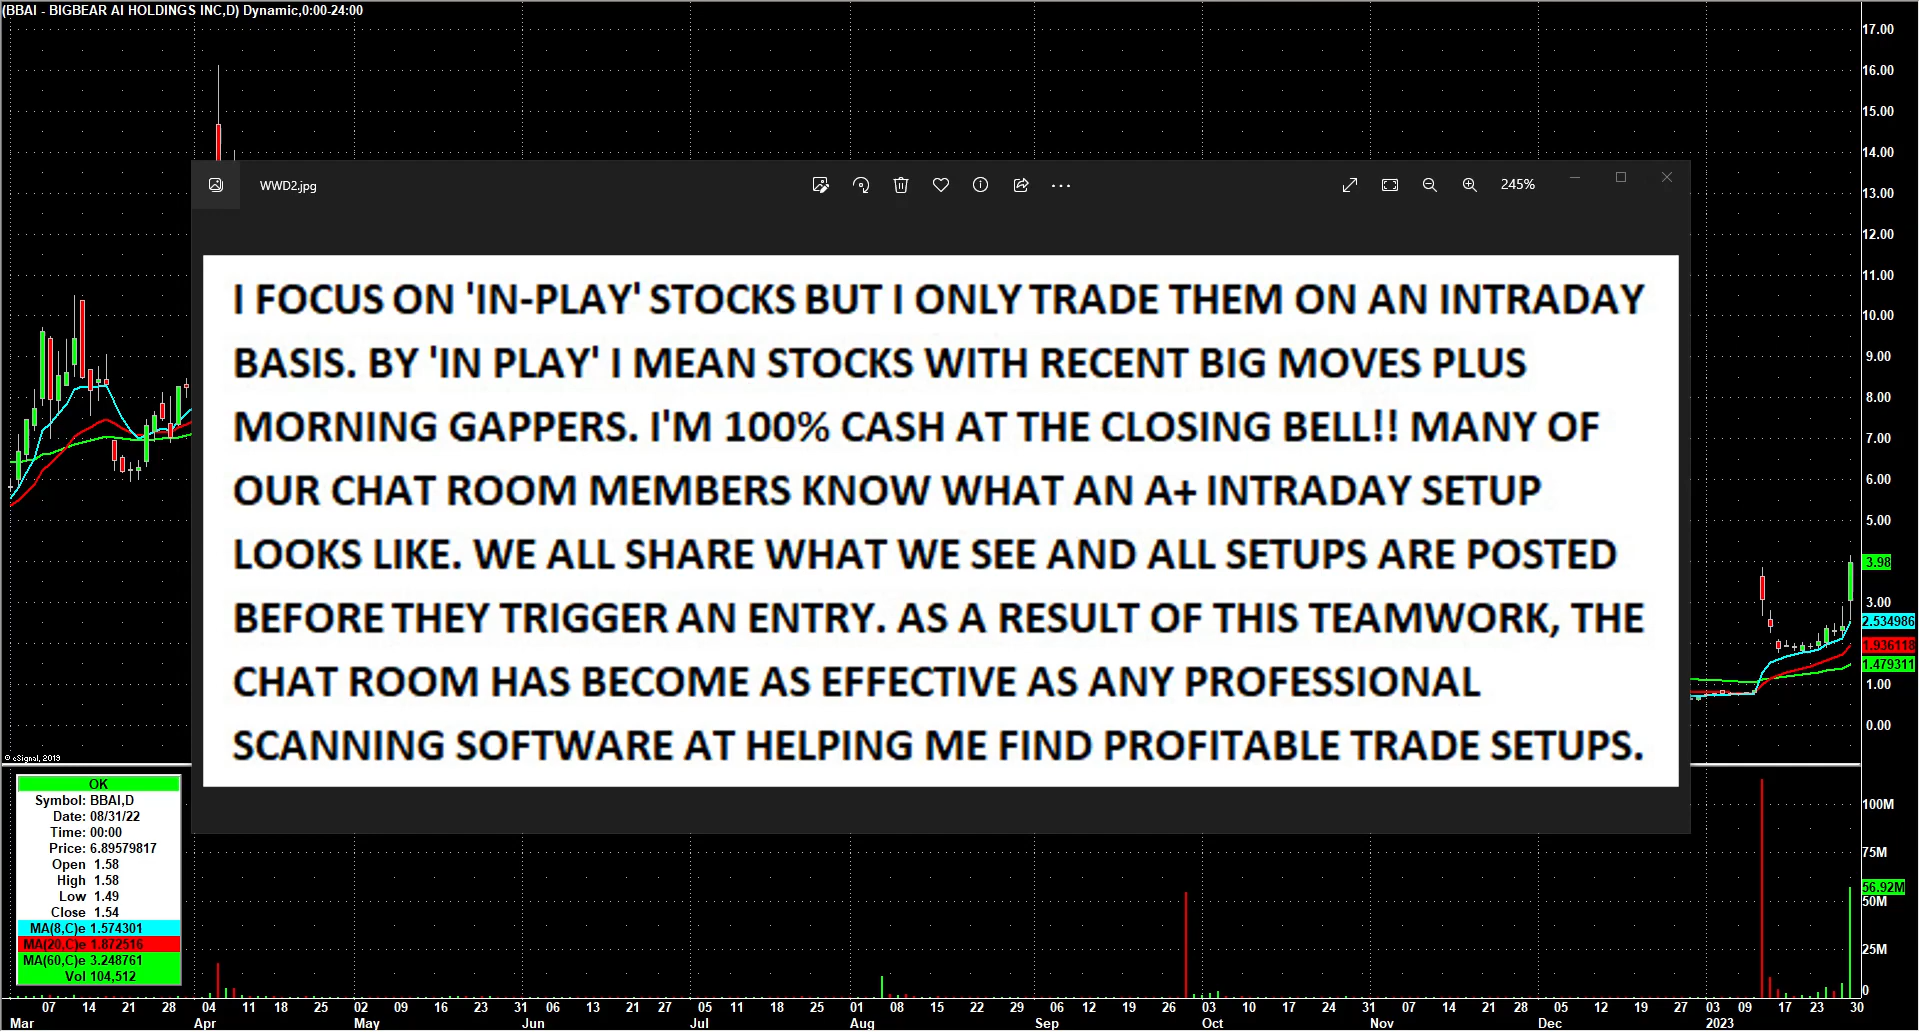 (BBAI - BIGBEAR AI HOLDINGS INC,D) Dynamic,0:00-24:00
WWD2.jpg
245%
I FOCUS ON 'IN-PLAY' STOCKS BUT I ONLY TRADE THEM ON AN INTRADAY
BASIS. BY 'IN PLAY' I MEAN STOCKS WITH RECENT BIG MOVES PLUS
MORNING GAPPERS. I'M 100% CASH AT THE CLOSING BELL!! MANY OF
OUR CHAT ROOM MEMBERS KNOW WHAT AN A+ INTRADAY SETUP
LOOKS LIKE. WE ALL SHARE WHAT WE SEE AND ALL SETUPS ARE POSTED
BEFORE THEY TRIGGER AN ENTRY. AS A RESULT OF THIS TEAMWORK, THE
CHAT ROOM HAS BECOME AS EFFECTIVE AS ANY PROFESSIONAL
SCANNING SOFTWARE AT HELPING ME FIND PROFITABLE TRADE SETUPS.
17.00
16.00
15.00
14.00
13.00
12.00
11.00
10.00
9.00
8.00
7.00
6.00
5.00
3.98
3.00
2.534986
1.936118
1.479311
1.00
0.00
© eSignal, 2019
OK
Symbol: BBAI,D
Date: 08/31/22
Time: 00:00
Price: 6.89579817
Open 1.58
High 1.58
Low 1.49
Close 1.54
MA(8,C)e 1.574301
MA(20,C)e 1.872516
MA(60,C)e 3.248761
Vol 104,512
100M
75M
56.92M
50M
25M
0
07 14 21 28 04 11 18 25 02 09 16 23 31 06 13 21 27 05 11 18 25 01 08 15 22 29 06 12 19 26 03 10 17 24 31 07 14 21 28 05 12 19 27 03 09 17 23 30
Mar Apr May Jun Jul Aug Sep Oct Nov Dec 2023